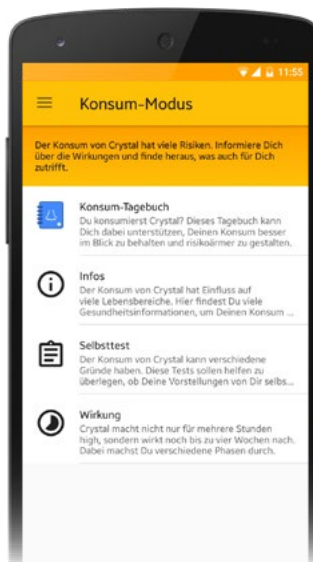 11:55
Konsum-Modus
Der Konsum von Crystal hat viele Risiken. Informiere Dich
über die Wirkungen und finde heraus, was auch für Dich
zutrifft.
Konsum-Tagebuch
Du konsumierst Crystal? Dieses Tagebuch kann
Dich dabei unterstützen, Deinen Konsum besser
im Blick zu behalten und risikoärmer zu gestalten.
Infos
Der Konsum von Crystal hat Einfluss auf
viele Lebensbereiche. Hier findest Du viele
Gesundheitsinformationen, um Deinen Konsum ...
Selbsttest
Der Konsum von Crystal kann verschiedene
Gründe haben. Diese Tests sollen helfen zu
überlegen, ob Deine Vorstellungen von Dir selbs...
Wirkung
Crystal macht nicht nur für mehrere Stunden
high, sondern wirkt noch bis zu vier Wochen nach.
Dabei machst Du verschiedene Phasen durch.